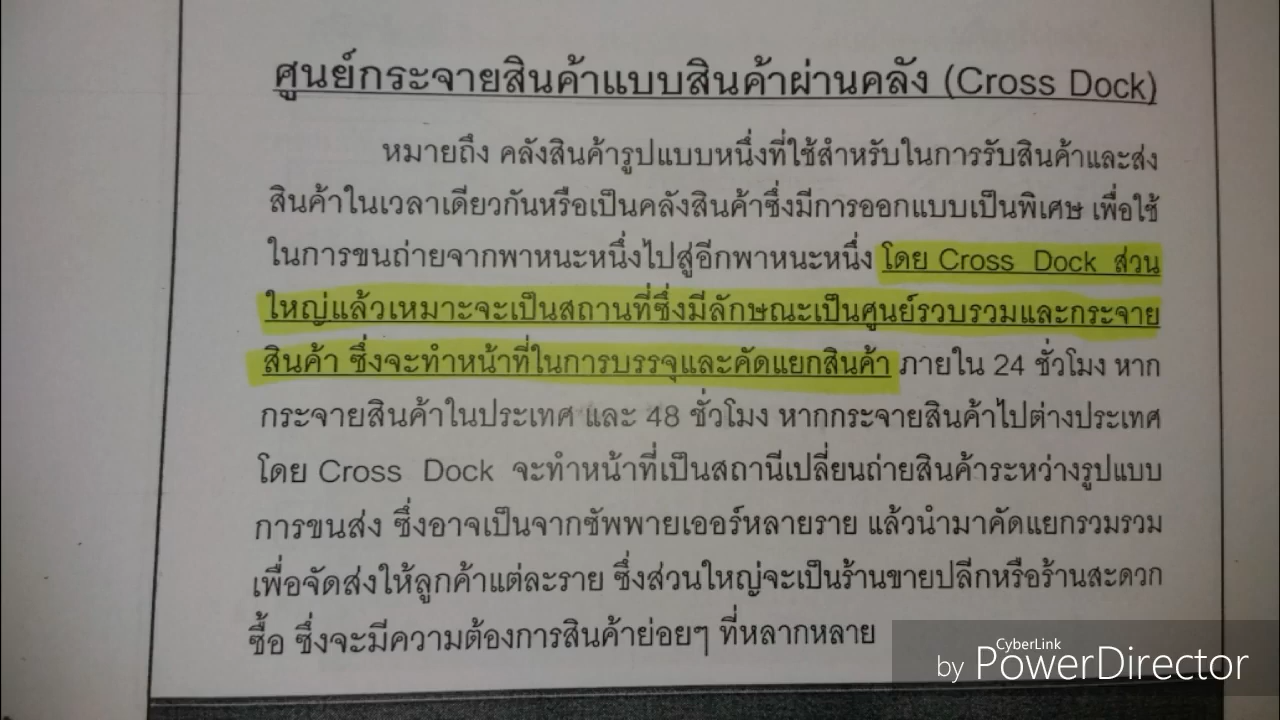 ศูนย์กระจายสินค้าแบบสินค้าผ่านคลัง (Cross Dock)
หมายถึง คลังสินค้ารูปแบบหนึ่งที่ใช้สำหรับในการรับสินค้าและส่ง
สินค้าในเวลาเดียวกันหรือเป็นคลังสินค้าซึ่งมีการออกแบบเป็นพิเศษ เพื่อใช้
ในการขนถ่ายจากพาหนะหนึ่งไปสู่อีกพาหนะหนึ่ง โดย Cross Dock ส่วน
ใหญ่แล้วเหมาะจะเป็นสถานที่ซึ่งมีลักษณะเป็นศูนย์รวบรวมและกระจาย
สินค้า ซึ่งจะทำหน้าที่ในการบรรจุและคัดแยกสินค้า ภายใน 24 ชั่วโมง หาก
กระจายสินค้าในประเทศ และ 48 ชั่วโมง หากกระจายสินค้าไปต่างประเทศ
โดย Cross Dock จะทำหน้าที่เป็นสถานีเปลี่ยนถ่ายสินค้าระหว่างรูปแบบ
การขนส่ง ซึ่งอาจเป็นจากซัพพายเออร์หลายราย แล้วนำมาคัดแยกรวมรวม
เพื่อจัดส่งให้ลูกค้าแต่ละราย ซึ่งส่วนใหญ่จะเป็นร้านขายปลีกหรือร้านสะดวก
ซื้อ ซึ่งจะมีความต้องการสินค้าย่อยๆ ที่หลากหลาย
CyberLink
by PowerDirector